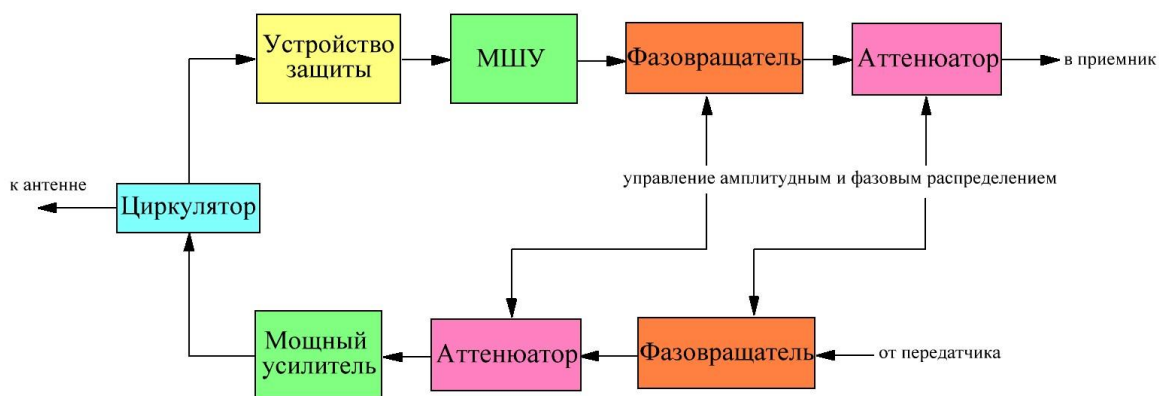 Устройство
защиты
МШУ
Фазовращатель
Аттенюатор
в приемник
к антенне
Циркулятор
управление амплитудным и фазовым распределением
Мощный
усилитель
Аттенюатор
Фазовращатель
от передатчика